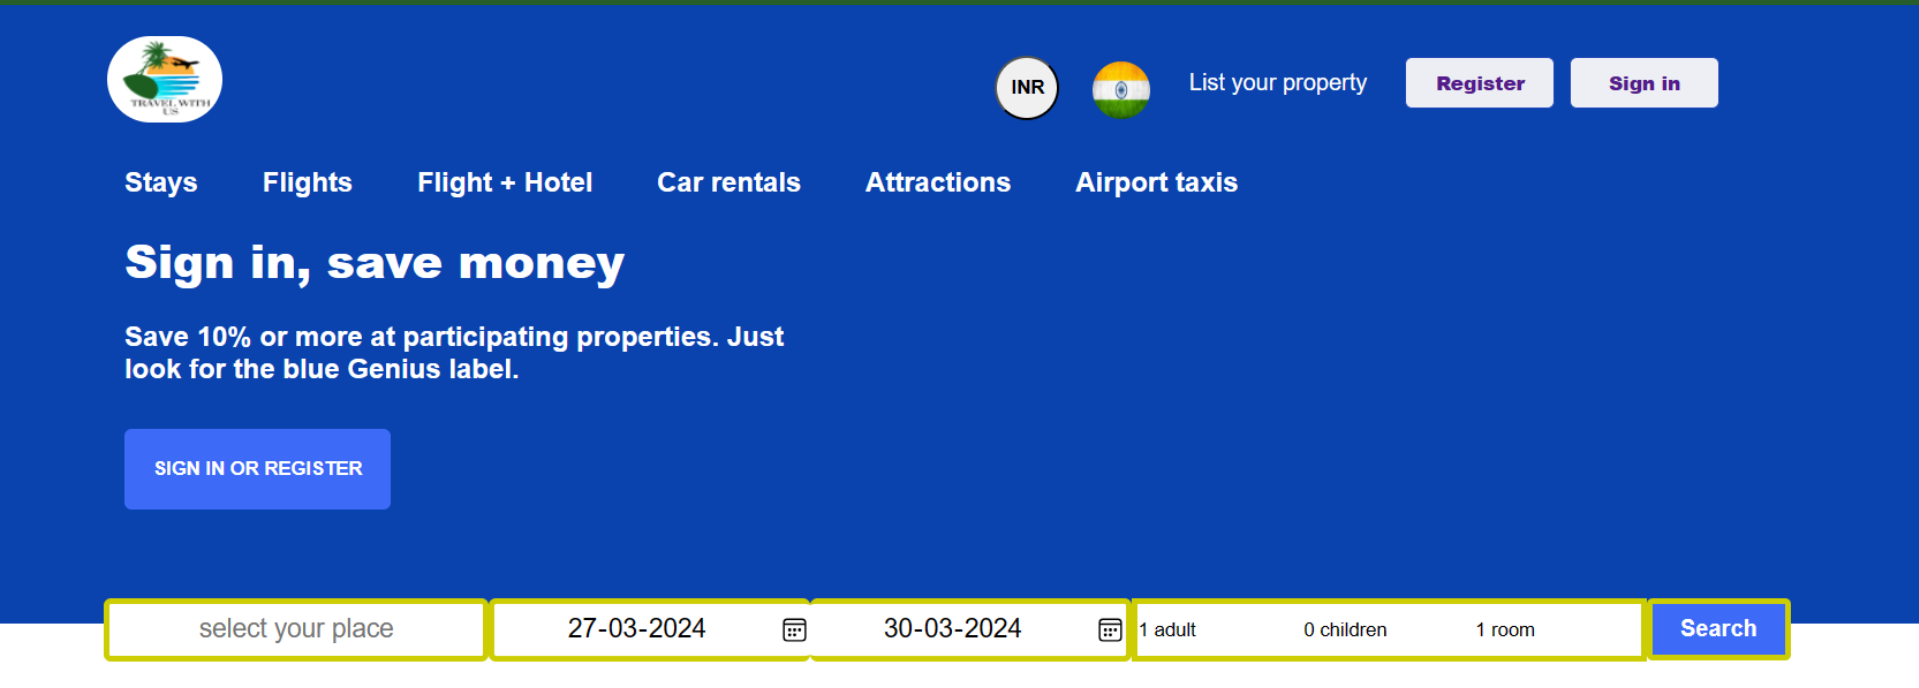 TRAVEL WITH
US
INR
List your property
Register
Sign in
Stays
Flights
Flight + Hotel
Car rentals
Attractions
Airport taxis
Sign in, save money
Save 10% or more at participating properties. Just
look for the blue Genius label.
SIGN IN OR REGISTER
select your place
27-03-2024
30-03-2024
1 adult
0 children
1 room
Search